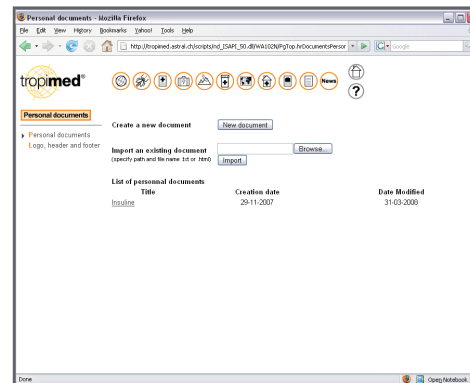 Personal documents - Mozilla Firefox
File Edit View History Bookmarks Yahoo! Tools Help
http://tropimed.astral.ch/scripts/nd_ISAPI_50.dll/WA102N/PgTop.hrDocumentsPersor
Google
tropimed®
News
?
Personal documents
Personal documents
Logo, header and footer
Create a new document
New document
Import an existing document
Browse...
(specify path and file name .txt or .html)
Import
List of personnal documents
Title Creation date Date Modified
Insuline 29-11-2007 31-03-2008
Done
Open Notebook